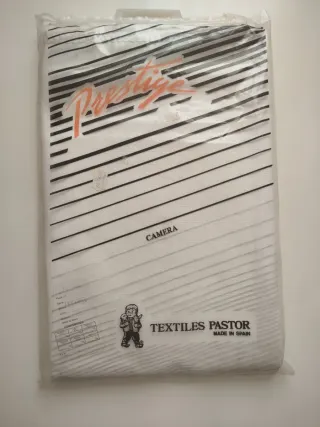 Prestige
CAMERA
TEXTILES PASTOR
MADE IN SPAIN